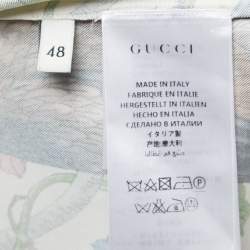 48
GUCCI
MADE IN ITALY
FABRIQUE EN ITALIE
HERGESTELLT IN ITALIEN
HECHO EN ITALIA
СДЕЛАНО В ИТАЛИИ
イタリア製
产地:意大利
صنع في ايطاليا